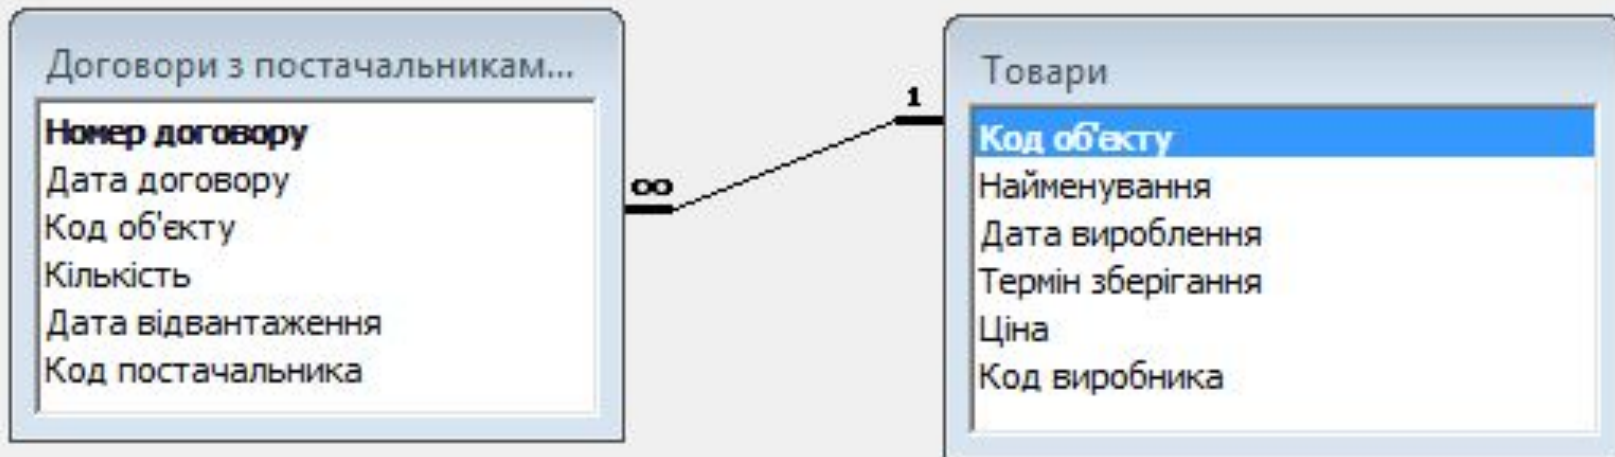 Договори з постачальникам...
Номер договору
Дата договору
Код об'єкту
Кількість
Дата відвантаження
Код постачальника
∞
1
Товари
Код об'єкту
Найменування
Дата вироблення
Термін зберігання
Ціна
Код виробника